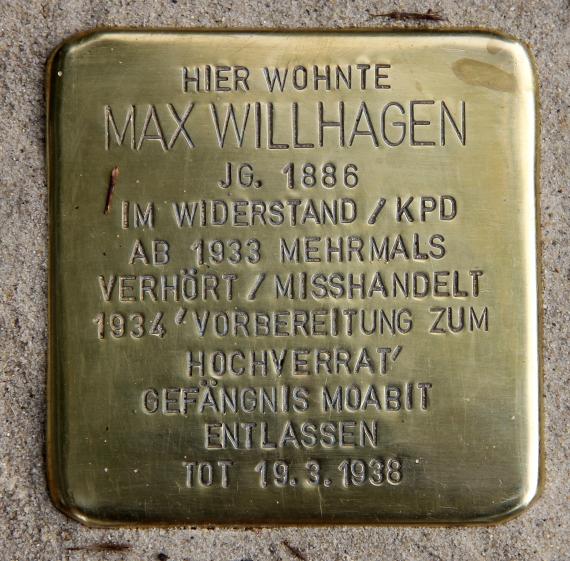 HIER WOHNTE
MAX WILLHAGEN
JG. 1886
IM WIDERSTAND / KPD
AB 1933 MEHRMALS
VERHÖRT / MISSHANDELT
1934 'VORBEREITUNG ZUM
HOCHVERRAT'
GEFÄNGNIS MOABIT
ENTLASSEN
TOT 19.3.1938